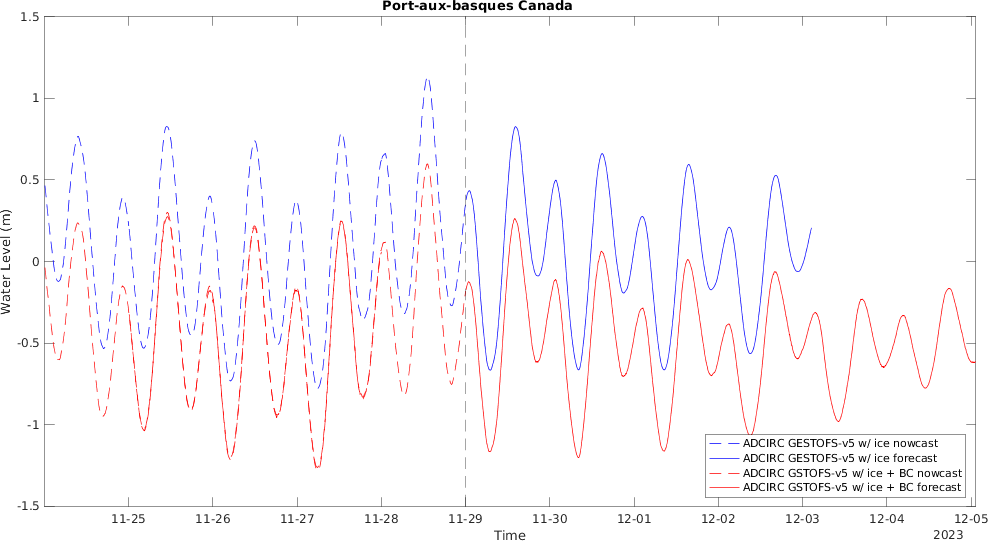 Port-aux-basques Canada
1.5
1
0.5
0
-0.5
-1
-1.5
Water Level (m)
11-25 11-26 11-27 11-28 11-29 11-30 12-01 12-02 12-03 12-04 12-05
Time
2023
ADCIRC GESTOFS-v5 w/ ice nowcast
ADCIRC GESTOFS-v5 w/ ice forecast
ADCIRC GSTOFS-v5 w/ ice + BC nowcast
ADCIRC GSTOFS-v5 w/ ice + BC forecast